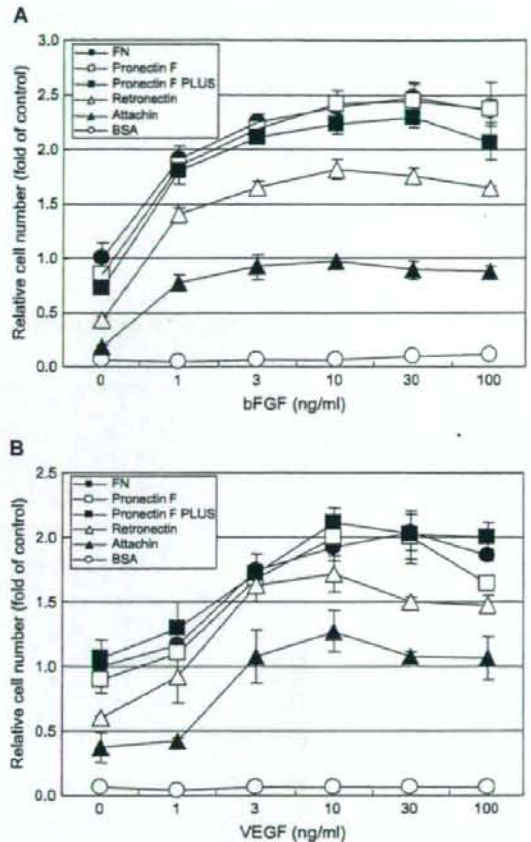 A
Relative cell number (fold of control)
3.0
2.5
2.0
1.5
1.0
0.5
0.0
FN
Pronectin F
Pronectin F PLUS
Retronectin
Attachin
BSA
0 1 3 10 30 100
bFGF (ng/ml)
B
Relative cell number (fold of control)
2.5
2.0
1.5
1.0
0.5
0.0
FN
Pronectin F
Pronectin F PLUS
Retronectin
Attachin
BSA
0 1 3 10 30 100
VEGF (ng/ml)